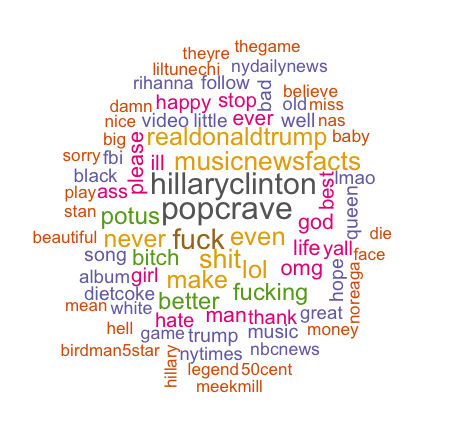 thegame
theyre
liltunechi nydailynews
rihanna follow bad believe
damn happy stop old miss
nice video little ever well nas
big please realdonaldtrump baby
sorry fbi ill musicnewsfacts
black hillaryclinton best lmao
play ass popcrave queen
stan potus god
beautiful never fuck even die
song bitch shit life yall face
album girl make lol omg hope noreaga
dietcoke better fucking
mean white man thank great
hate
hell game trump music money
birdman5star nytimes nbcnews
hillary legend 50cent
meekmill